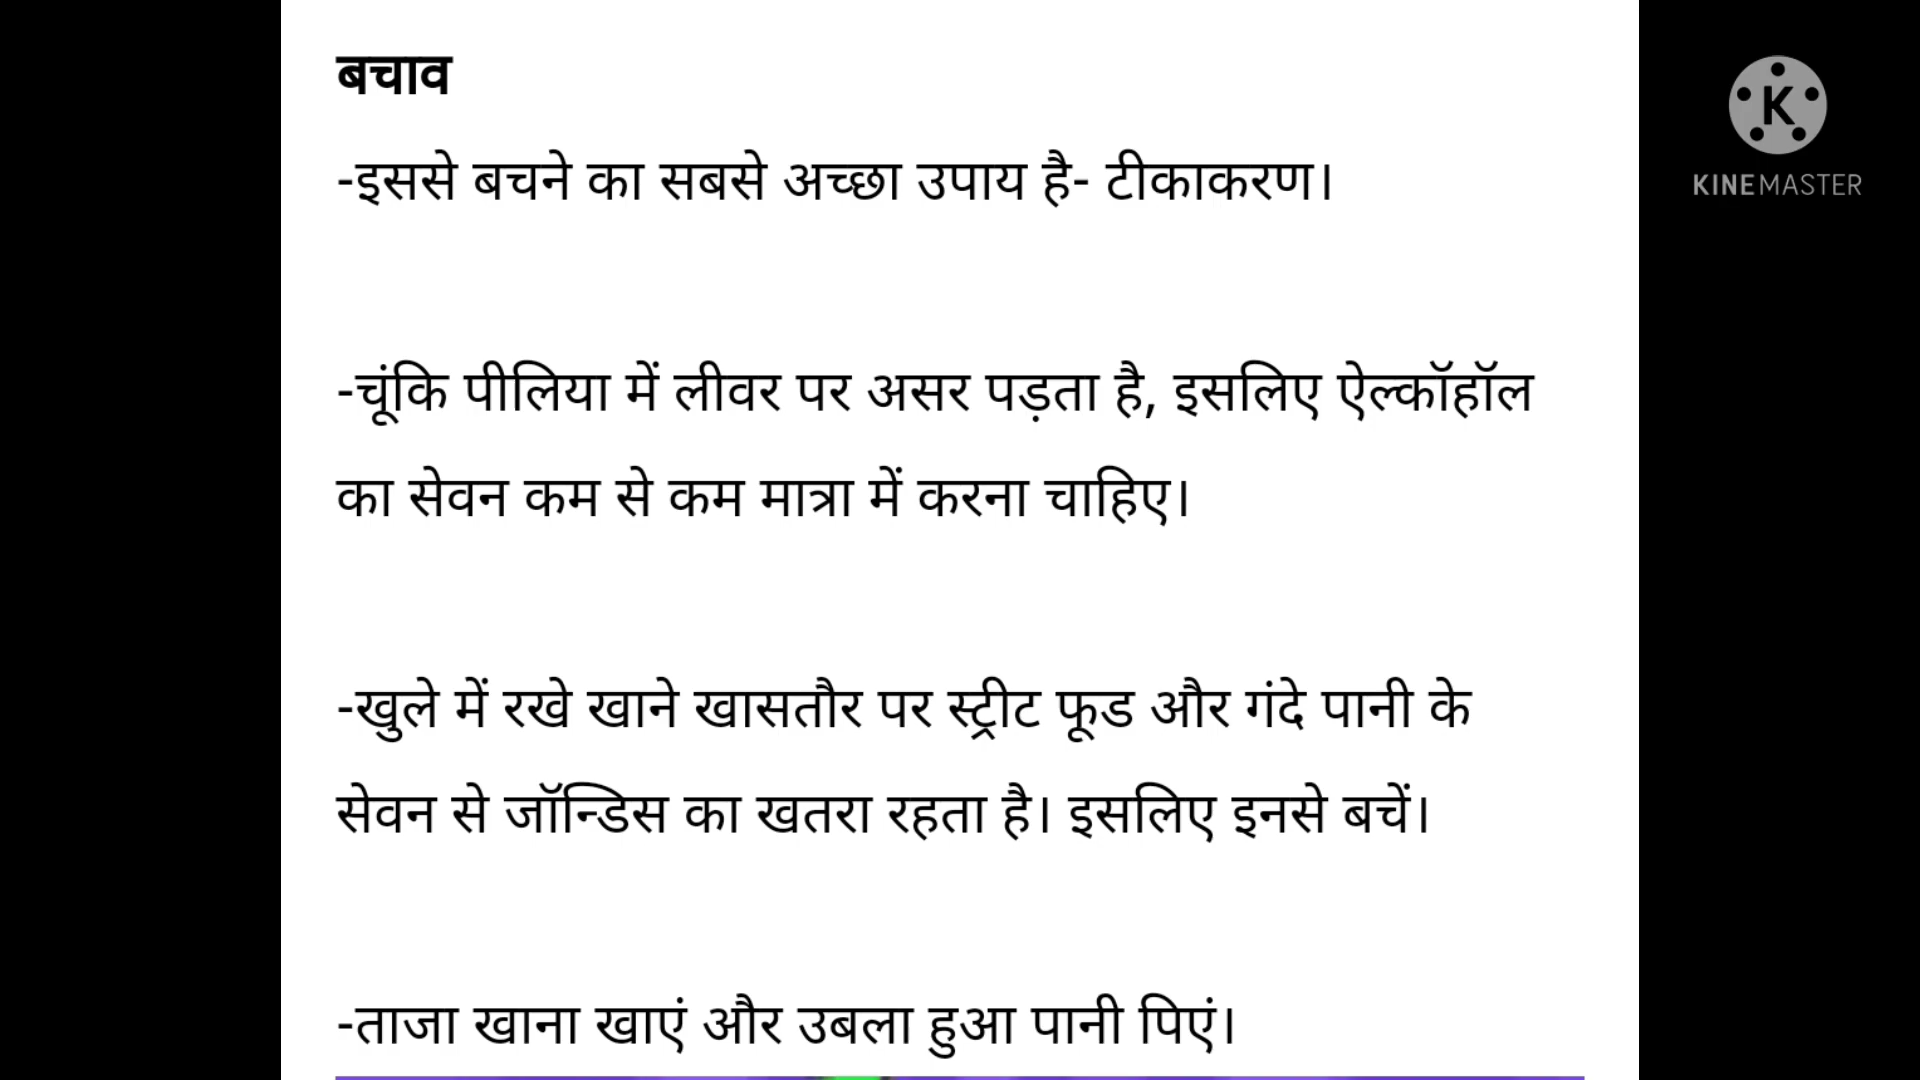 बचाव
-इससे बचने का सबसे अच्छा उपाय है- टीकाकरण।
-चूंकि पीलिया में लीवर पर असर पड़ता है, इसलिए ऐल्कॉहॉल
का सेवन कम से कम मात्रा में करना चाहिए।
-खुले में रखे खाने खासतौर पर स्ट्रीट फूड और गंदे पानी के
सेवन से जॉन्डिस का खतरा रहता है। इसलिए इनसे बचें।
-ताजा खाना खाएं और उबला हुआ पानी पिएं।
K
KINEMASTER